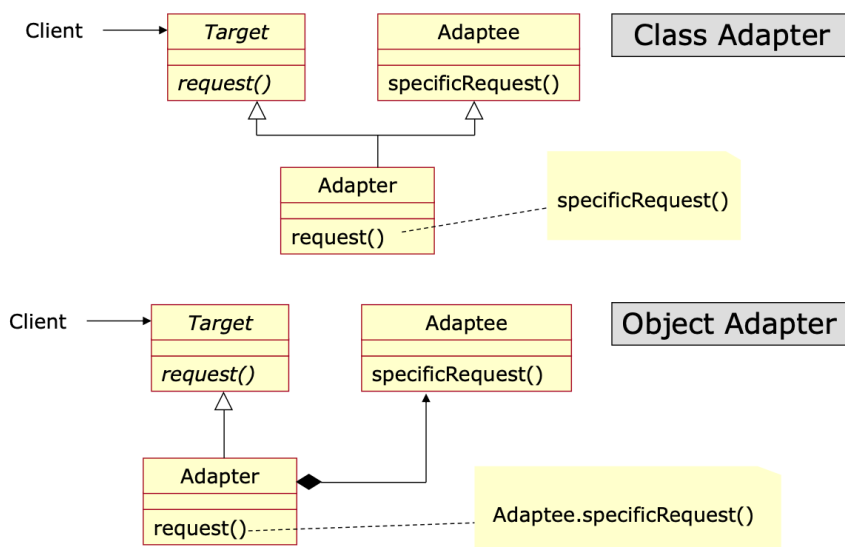 Client
Target
request()
Adaptee
specificRequest()
Class Adapter
Adapter
request()
specificRequest()
Client
Target
request()
Adaptee
specificRequest()
Object Adapter
Adapter
request()
Adaptee.specificRequest()